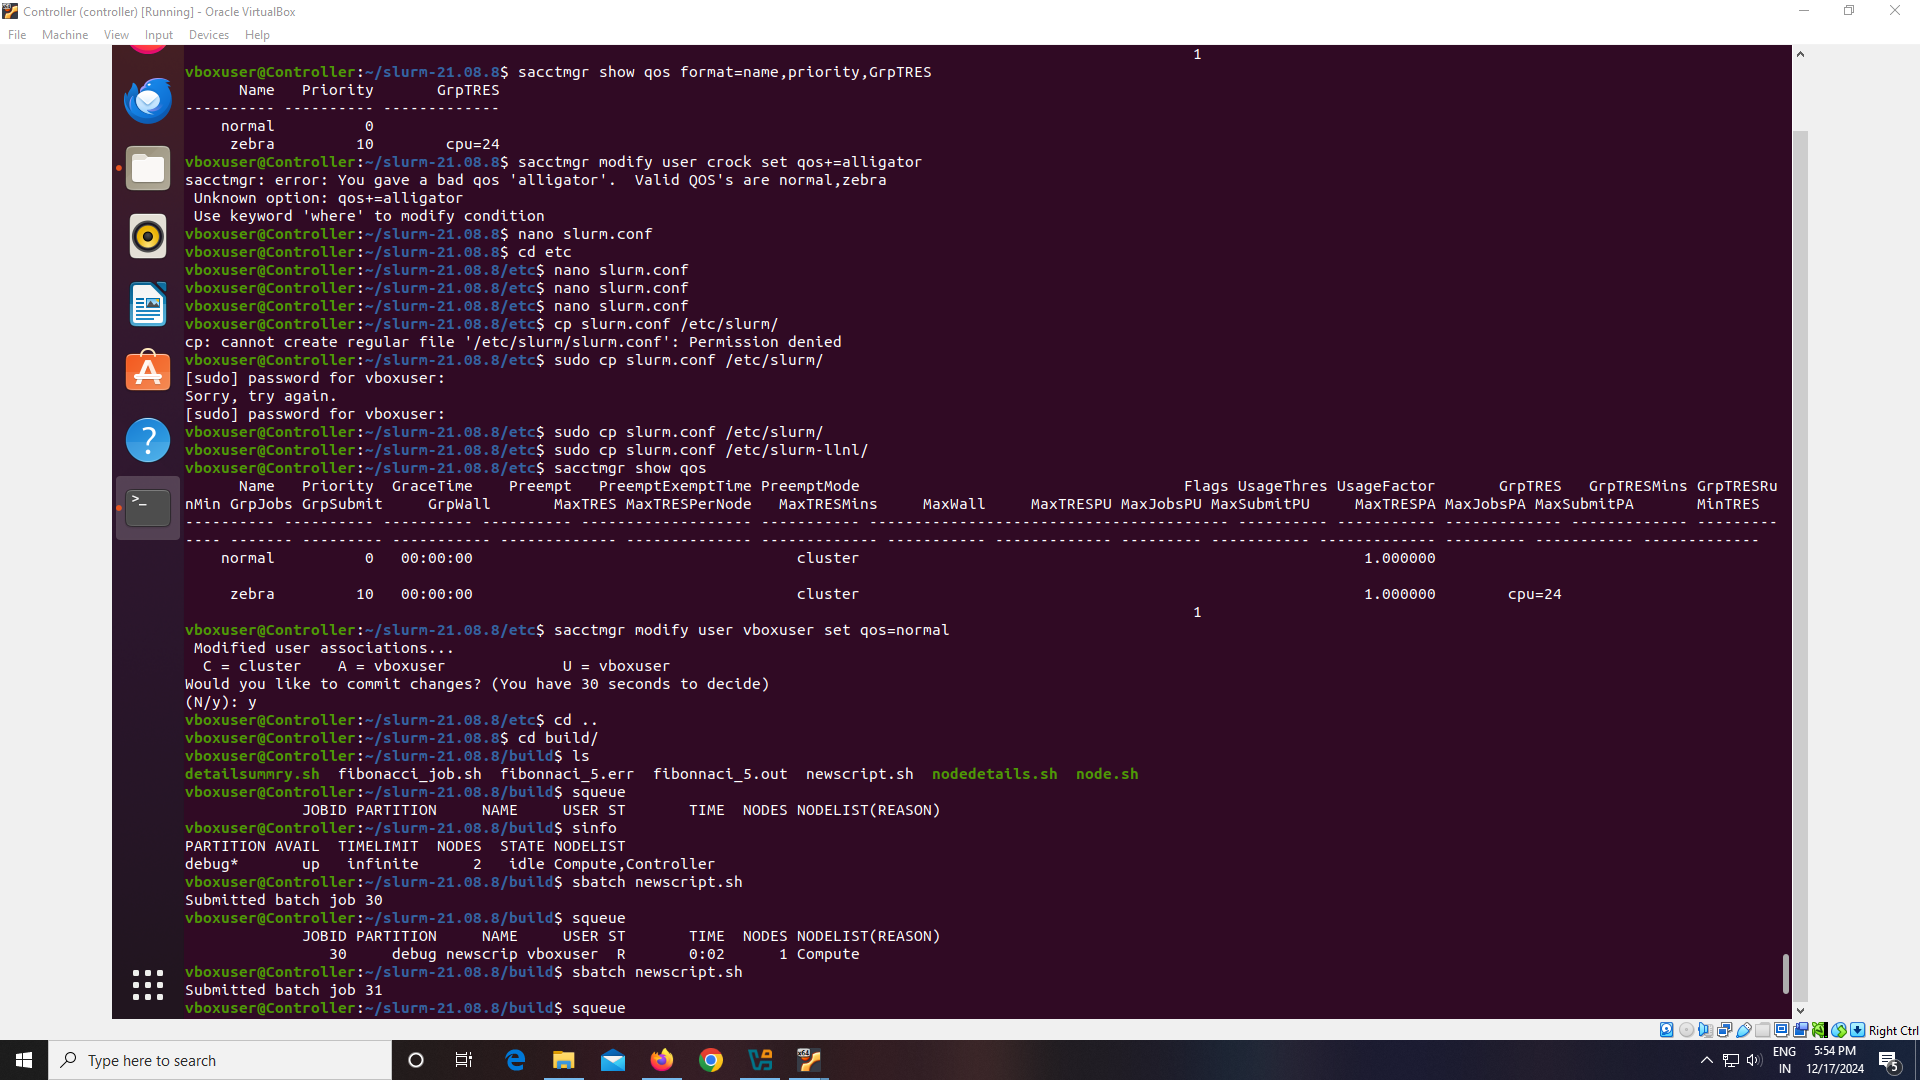 Controller (controller) [Running] - Oracle VirtualBox
File Machine View Input Devices Help
1
vboxuser@Controller:~/slurm-21.08.8$ sacctmgr show qos format=name,priority,GrpTRES
      Name   Priority       GrpTRES
---------- ---------- -------------
    normal          0
     zebra         10        cpu=24
vboxuser@Controller:~/slurm-21.08.8$ sacctmgr modify user crock set qos+=alligator
sacctmgr: error: You gave a bad qos 'alligator'.  Valid QOS's are normal,zebra
 Unknown option: qos+=alligator
 Use keyword 'where' to modify condition
vboxuser@Controller:~/slurm-21.08.8$ nano slurm.conf
vboxuser@Controller:~/slurm-21.08.8$ cd etc
vboxuser@Controller:~/slurm-21.08.8/etc$ nano slurm.conf
vboxuser@Controller:~/slurm-21.08.8/etc$ nano slurm.conf
vboxuser@Controller:~/slurm-21.08.8/etc$ nano slurm.conf
vboxuser@Controller:~/slurm-21.08.8/etc$ cp slurm.conf /etc/slurm/
cp: cannot create regular file '/etc/slurm/slurm.conf': Permission denied
vboxuser@Controller:~/slurm-21.08.8/etc$ sudo cp slurm.conf /etc/slurm/
[sudo] password for vboxuser:
Sorry, try again.
[sudo] password for vboxuser:
vboxuser@Controller:~/slurm-21.08.8/etc$ sudo cp slurm.conf /etc/slurm/
vboxuser@Controller:~/slurm-21.08.8/etc$ sudo cp slurm.conf /etc/slurm-llnl/
vboxuser@Controller:~/slurm-21.08.8/etc$ sacctmgr show qos
      Name   Priority  GraceTime    Preempt   PreemptExemptTime PreemptMode                                    Flags UsageThres UsageFactor       GrpTRES   GrpTRESMins GrpTRESRu
nMin GrpJobs GrpSubmit     GrpWall       MaxTRES MaxTRESPerNode   MaxTRESMins     MaxWall     MaxTRESPU MaxJobsPU MaxSubmitPU     MaxTRESPA MaxJobsPA MaxSubmitPA       MinTRES
---------- ---------- ---------- ---------- ------------------- ----------- ---------------------------------------- ---------- ----------- ------------- ------------- ---------
---- ------- --------- ----------- ------------- -------------- ------------- ----------- ------------- --------- ----------- ------------- --------- ----------- -------------
    normal          0   00:00:00                                    cluster                                                        1.000000
     zebra         10   00:00:00                                    cluster                                                        1.000000        cpu=24
1
vboxuser@Controller:~/slurm-21.08.8/etc$ sacctmgr modify user vboxuser set qos=normal
 Modified user associations...
  C = cluster    A = vboxuser             U = vboxuser
Would you like to commit changes? (You have 30 seconds to decide)
(N/y): y
vboxuser@Controller:~/slurm-21.08.8/etc$ cd ..
vboxuser@Controller:~/slurm-21.08.8$ cd build/
vboxuser@Controller:~/slurm-21.08.8/build$ ls
detailsummry.sh  fibonacci_job.sh  fibonnaci_5.err  fibonnaci_5.out  newscript.sh  nodedetails.sh  node.sh
vboxuser@Controller:~/slurm-21.08.8/build$ squeue
             JOBID PARTITION     NAME     USER ST       TIME  NODES NODELIST(REASON)
vboxuser@Controller:~/slurm-21.08.8/build$ sinfo
PARTITION AVAIL  TIMELIMIT  NODES  STATE NODELIST
debug*       up   infinite      2   idle Compute,Controller
vboxuser@Controller:~/slurm-21.08.8/build$ sbatch newscript.sh
Submitted batch job 30
vboxuser@Controller:~/slurm-21.08.8/build$ squeue
             JOBID PARTITION     NAME     USER ST       TIME  NODES NODELIST(REASON)
                30     debug newscrip vboxuser  R       0:02      1 Compute
vboxuser@Controller:~/slurm-21.08.8/build$ sbatch newscript.sh
Submitted batch job 31
vboxuser@Controller:~/slurm-21.08.8/build$ squeue
Right Ctrl
Type here to search
ENG
IN
5:54 PM
12/17/2024
5